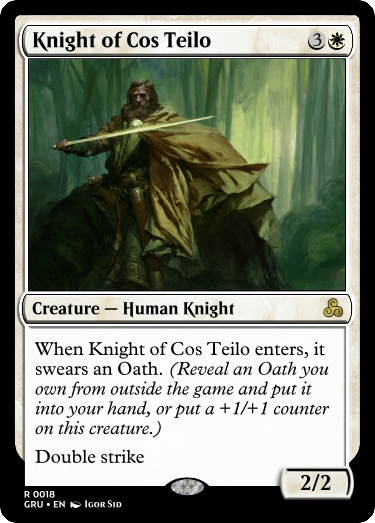 Knight of Cos Teilo 3
Creature — Human Knight
When Knight of Cos Teilo enters, it
swears an Oath. (Reveal an Oath you
own from outside the game and put it
into your hand, or put a +1/+1 counter
on this creature.)
Double strike
2/2
R 0018
GRU • EN Igor Sid